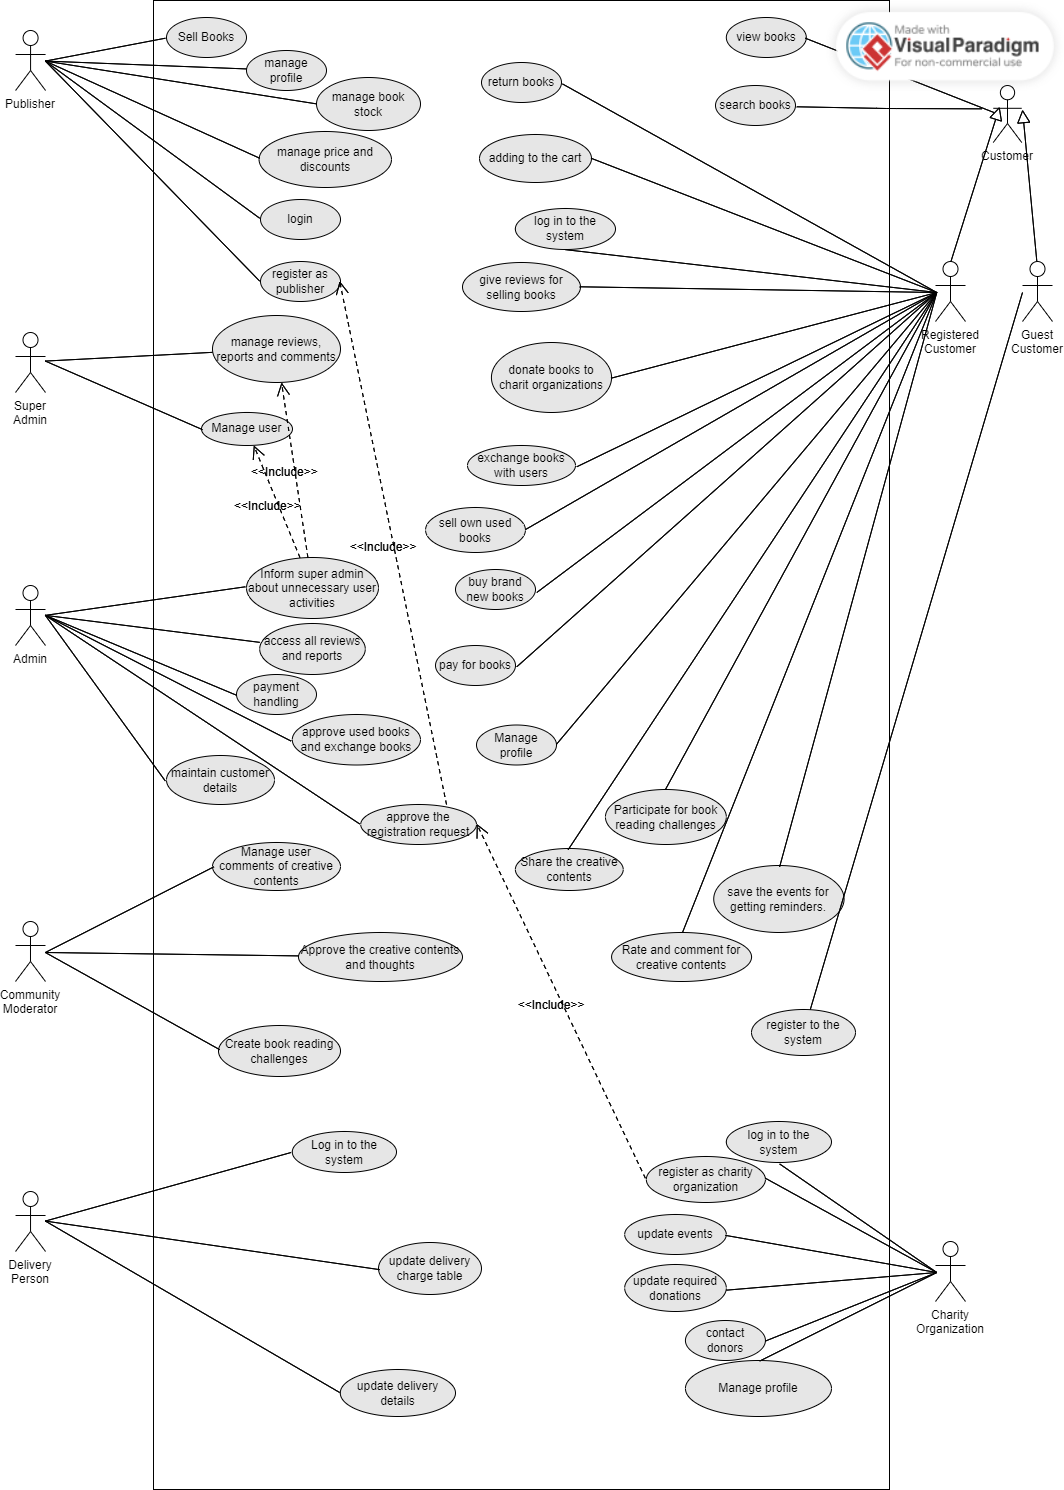 Made with
Visual Paradigm
For non-commercial use
Sell Books
view books
manage
profile
return books
Publisher
manage book
stock
search books
manage price and
discounts
adding to the cart
Customer
login
log in to the
system
register as
publisher
give reviews for
selling books
Registered
Customer
Guest
Customer
manage reviews,
reports and comments
donate books to
charit organizations
Super
Admin
Manage user
<<Include>>
exchange books
with users
<<Include>>
sell own used
books
<<Include>>
Inform super admin
about unnecessary user
activities
buy brand
new books
Admin
access all reviews
and reports
pay for books
payment
handling
approve used books
and exchange books
Manage
profile
maintain customer
details
approve the
registration request
Participate for book
reading challenges
Manage user
comments of creative
contents
Share the creative
contents
save the events for
getting reminders.
Approve the creative contents
and thoughts
Rate and comment for
creative contents
Community
Moderator
<<Include>>
Create book reading
challenges
register to the
system
Log in to the
system
log in to the
system
register as charity
organization
update events
Delivery
Person
update delivery
charge table
update required
donations
Charity
Organization
contact
donors
update delivery
details
Manage profile